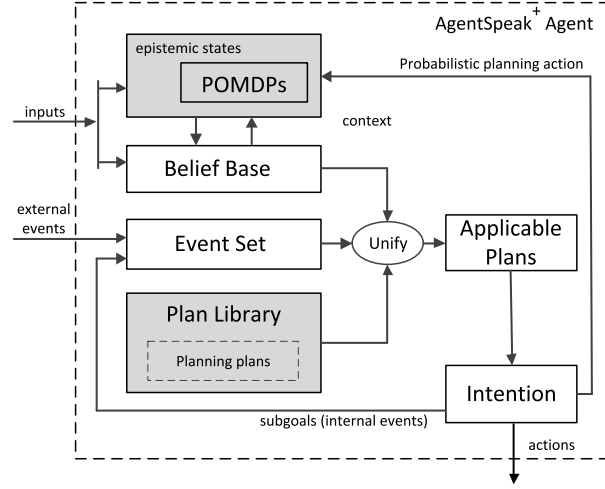 AgentSpeak+ Agent
epistemic states
POMDPs
Probabilistic planning action
inputs
context
Belief Base
external
events
Event Set
Unify
Applicable
Plans
Plan Library
Planning plans
Intention
subgoals (internal events)
actions